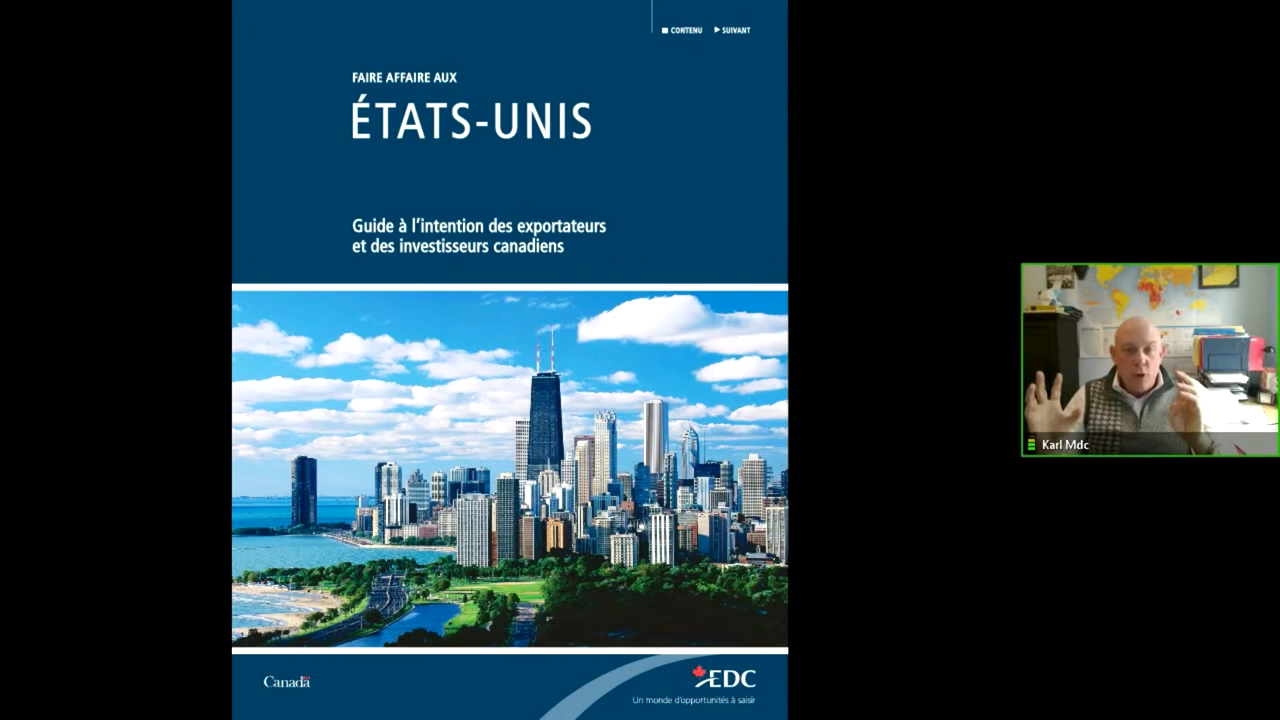 CONTENU
SUIVANT
FAIRE AFFAIRE AUX
ÉTATS-UNIS
Guide à l'intention des exportateurs
et des investisseurs canadiens
Canada
EDC
Un monde d'opportunités à saisir
Karl Mdc